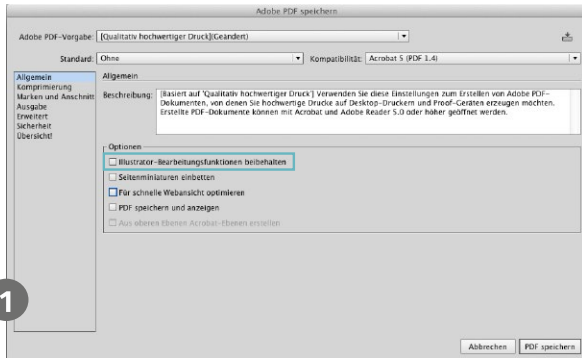 Adobe PDF speichern
Adobe PDF-Vorgabe: [Qualitativ hochwertiger Druck](Geändert)
Standard: Ohne Kompatibilität: Acrobat 5 (PDF 1.4)
Allgemein
Komprimierung
Marken und Anschnitt
Ausgabe
Erweitert
Sicherheit
Übersicht!
Allgemein
Beschreibung: [Basiert auf 'Qualitativ hochwertiger Druck'] Verwenden Sie diese Einstellungen zum Erstellen von Adobe PDF-
Dokumenten, von denen Sie hochwertige Drucke auf Desktop-Druckern und Proof-Geräten erzeugen möchten.
Erstellte PDF-Dokumente können mit Acrobat und Adobe Reader 5.0 oder höher geöffnet werden.
Optionen
Illustrator-Bearbeitungsfunktionen beibehalten
Seitenminiaturen einbetten
Für schnelle Webansicht optimieren
PDF speichern und anzeigen
Aus oberen Ebenen Acrobat-Ebenen erstellen
1
Abbrechen PDF speichern